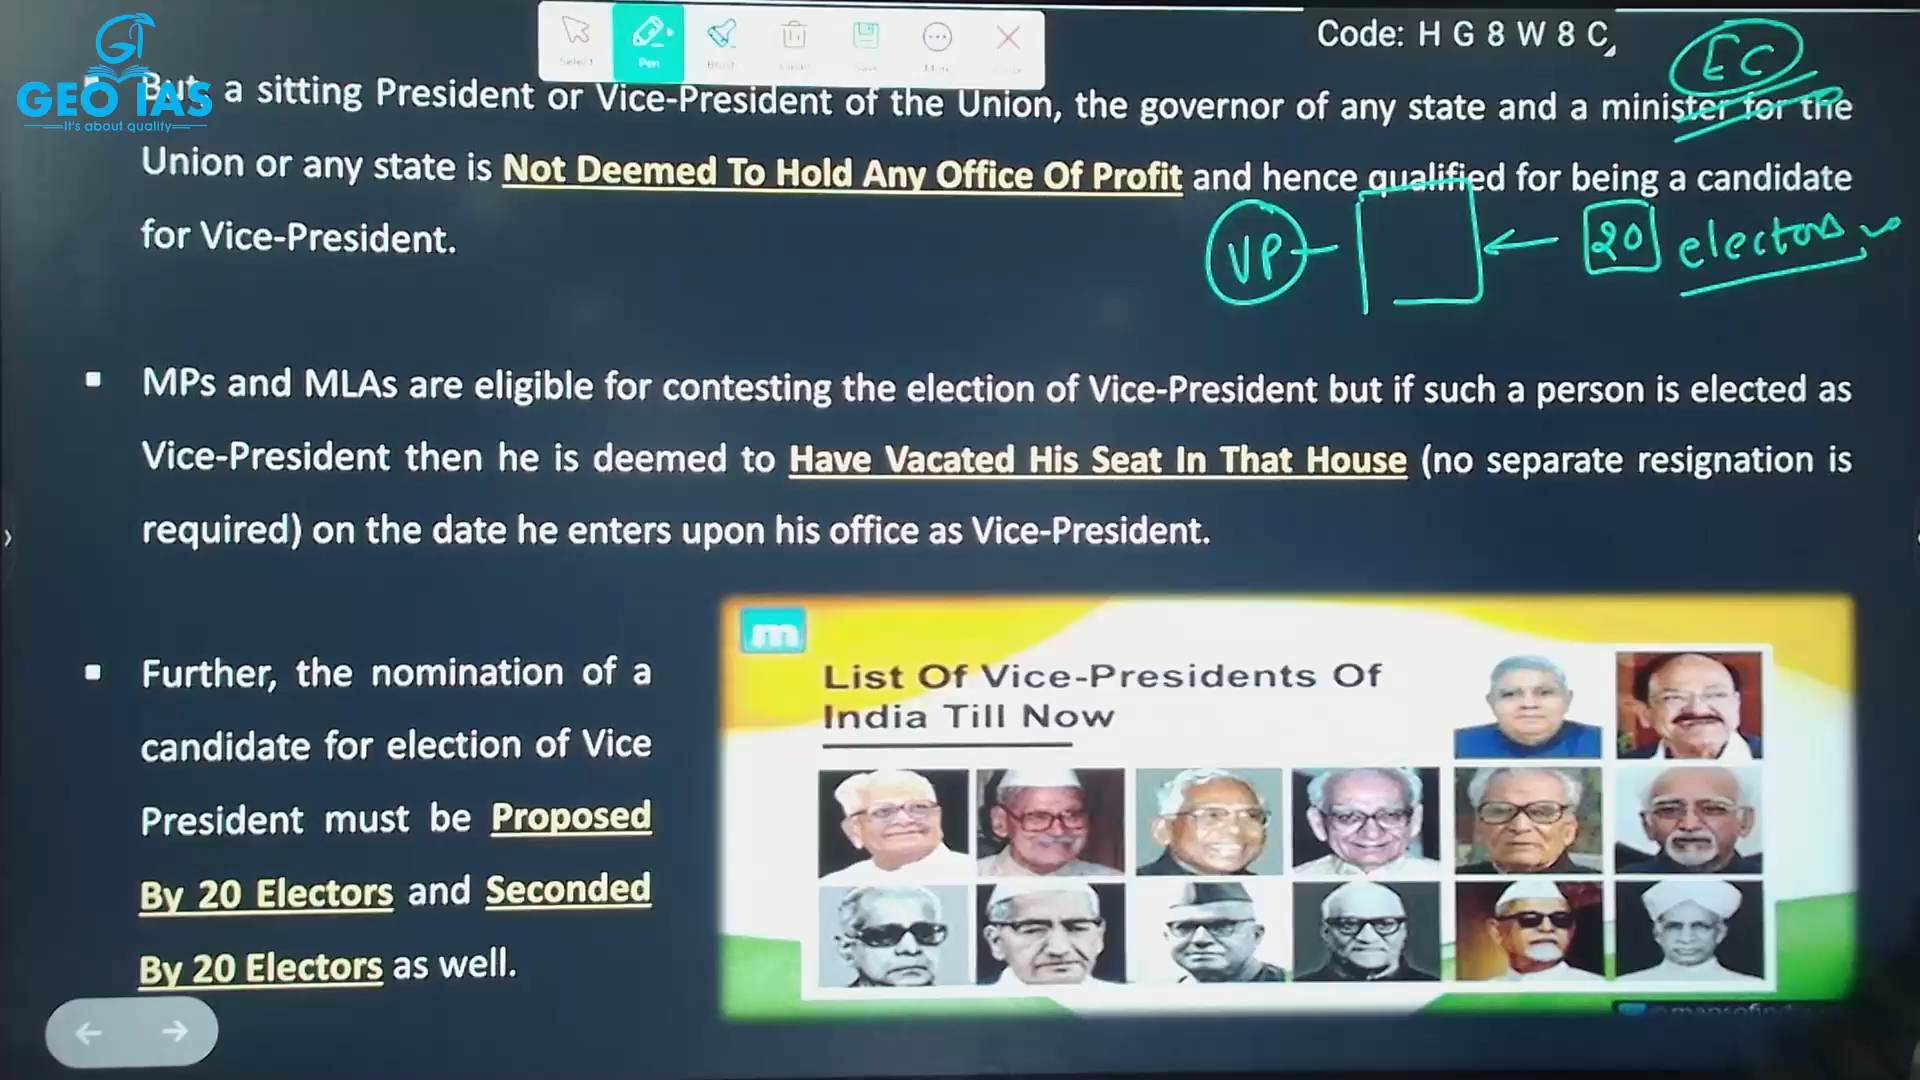 Select
Pen
Brush
Save
More
Code: H G 8 W 8 C
EC
GEO IAS
It's about quality
But, a sitting President or Vice-President of the Union, the governor of any state and a minister for the
Union or any state is Not Deemed To Hold Any Office Of Profit and hence qualified for being a candidate
for Vice-President.
VP
20 electors
MPs and MLAs are eligible for contesting the election of Vice-President but if such a person is elected as
Vice-President then he is deemed to Have Vacated His Seat In That House (no separate resignation is
required) on the date he enters upon his office as Vice-President.
Further, the nomination of a
candidate for election of Vice
President must be Proposed
By 20 Electors and Seconded
By 20 Electors as well.
m
List Of Vice-Presidents Of
India Till Now